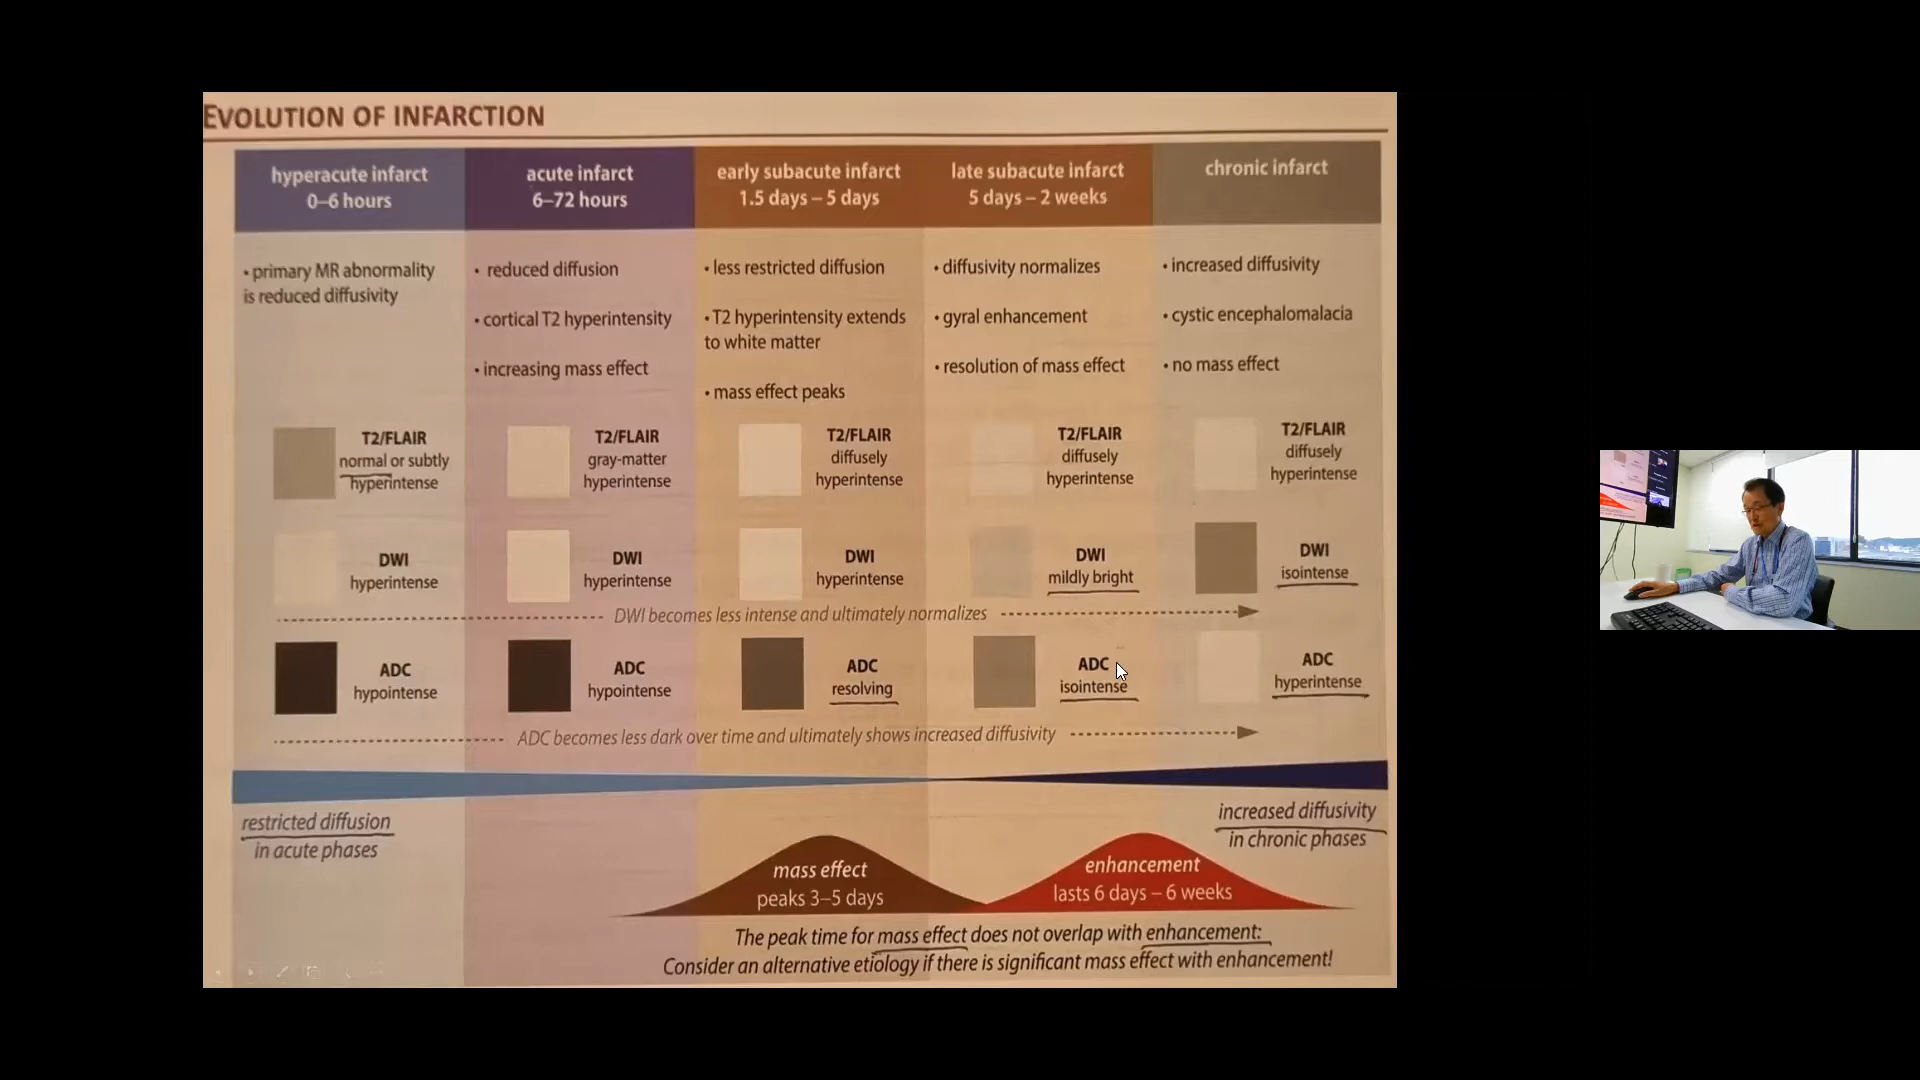 EVOLUTION OF INFARCTION
hyperacute infarct
0–6 hours
• primary MR abnormality
is reduced diffusivity
T2/FLAIR
normal or subtly
hyperintense
DWI
hyperintense
ADC
hypointense
acute infarct
6–72 hours
• reduced diffusion
• cortical T2 hyperintensity
• increasing mass effect
T2/FLAIR
gray-matter
hyperintense
DWI
hyperintense
ADC
hypointense
early subacute infarct
1.5 days – 5 days
• less restricted diffusion
• T2 hyperintensity extends
to white matter
• mass effect peaks
T2/FLAIR
diffusely
hyperintense
DWI
hyperintense
ADC
resolving
late subacute infarct
5 days – 2 weeks
• diffusivity normalizes
• gyral enhancement
• resolution of mass effect
T2/FLAIR
diffusely
hyperintense
DWI
mildly bright
ADC
isointense
chronic infarct
• increased diffusivity
• cystic encephalomalacia
• no mass effect
T2/FLAIR
diffusely
hyperintense
DWI
isointense
ADC
hyperintense
DWI becomes less intense and ultimately normalizes
ADC becomes less dark over time and ultimately shows increased diffusivity
restricted diffusion
in acute phases
increased diffusivity
in chronic phases
mass effect
peaks 3–5 days
enhancement
lasts 6 days – 6 weeks
The peak time for mass effect does not overlap with enhancement:
Consider an alternative etiology if there is significant mass effect with enhancement!